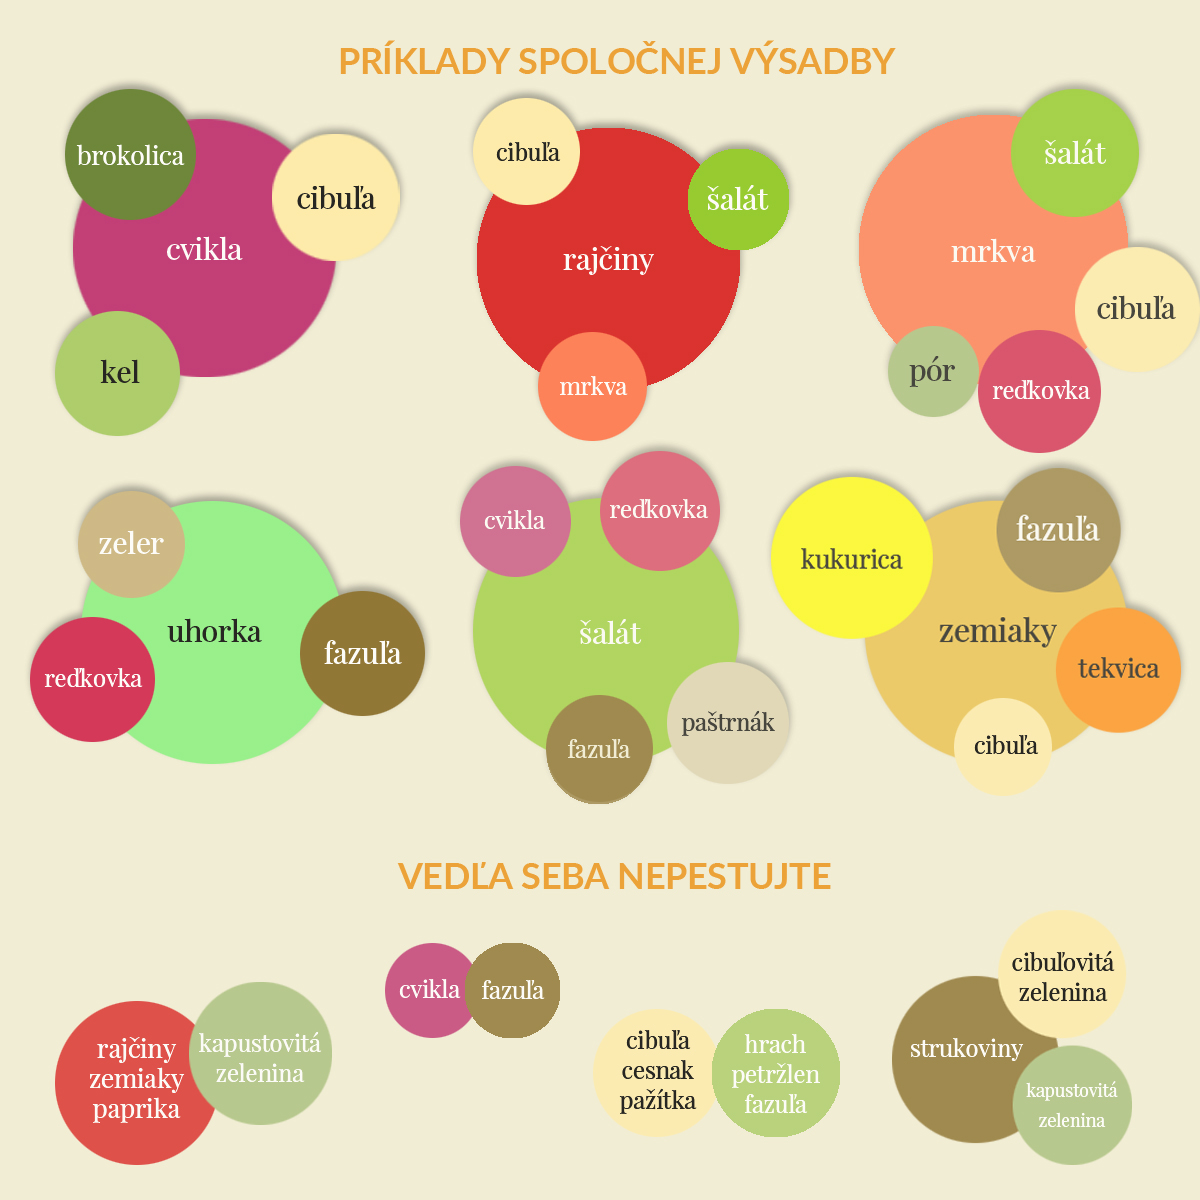 PRÍKLADY SPOLOČNEJ VÝSADBY
brokolica
cibuľa
cvikla
kel
cibuľa
šalát
rajčiny
mrkva
šalát
mrkva
cibuľa
pór
reďkovka
zeler
uhorka
reďkovka
fazuľa
cvikla
reďkovka
šalát
paštrnák
fazuľa
kukurica
fazuľa
zemiaky
tekvica
cibuľa
VEDĽA SEBA NEPESTUJTE
rajčiny
zemiaky
paprika
kapustovitá
zelenina
cvikla
fazuľa
cibuľa
cesnak
pažítka
hrach
petržlen
fazuľa
cibuľovitá
zelenina
strukoviny
kapustovitá
zelenina